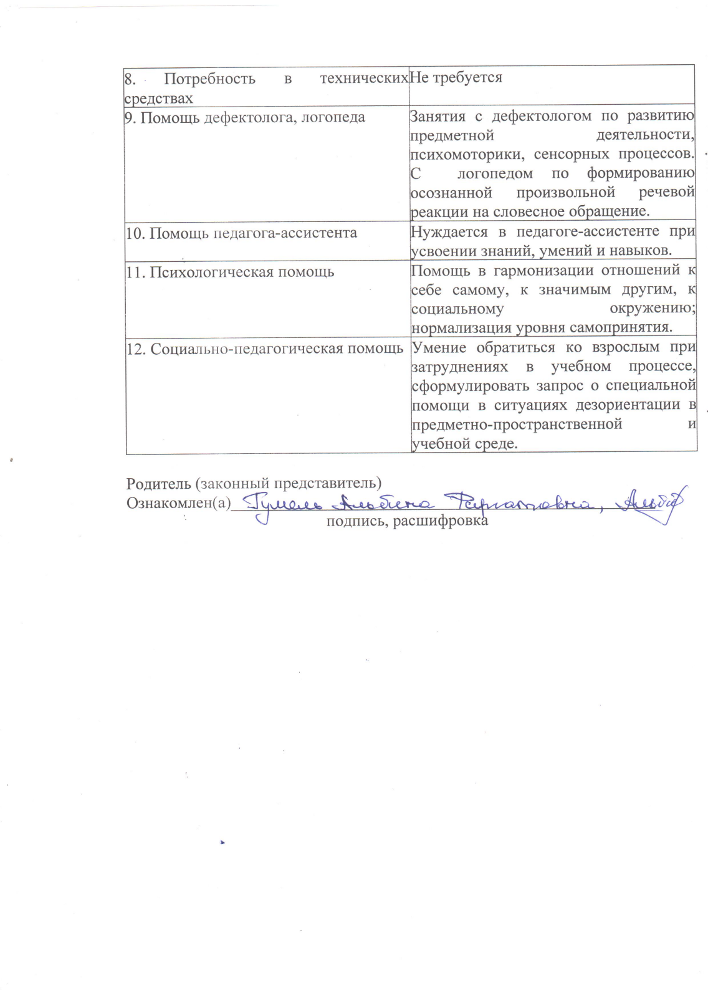 8. Потребность в технических
средствах
Не требуется
9. Помощь дефектолога, логопеда
Занятия с дефектологом по развитию
предметной деятельности,
психомоторики, сенсорных процессов.
С логопедом по формированию
осознанной произвольной речевой
реакции на словесное обращение.
10. Помощь педагога-ассистента
Нуждается в педагоге-ассистенте при
усвоении знаний, умений и навыков.
11. Психологическая помощь
Помощь в гармонизации отношений к
себе самому, к значимым другим, к
социальному окружению;
нормализация уровня самопринятия.
12. Социально-педагогическая помощь
Умение обратиться ко взрослым при
затруднениях в учебном процессе,
сформулировать запрос о специальной
помощи в ситуациях дезориентации в
предметно-пространственной и
учебной среде.
Родитель (законный представитель)
Ознакомлен(а) Альбина
подпись, расшифровка